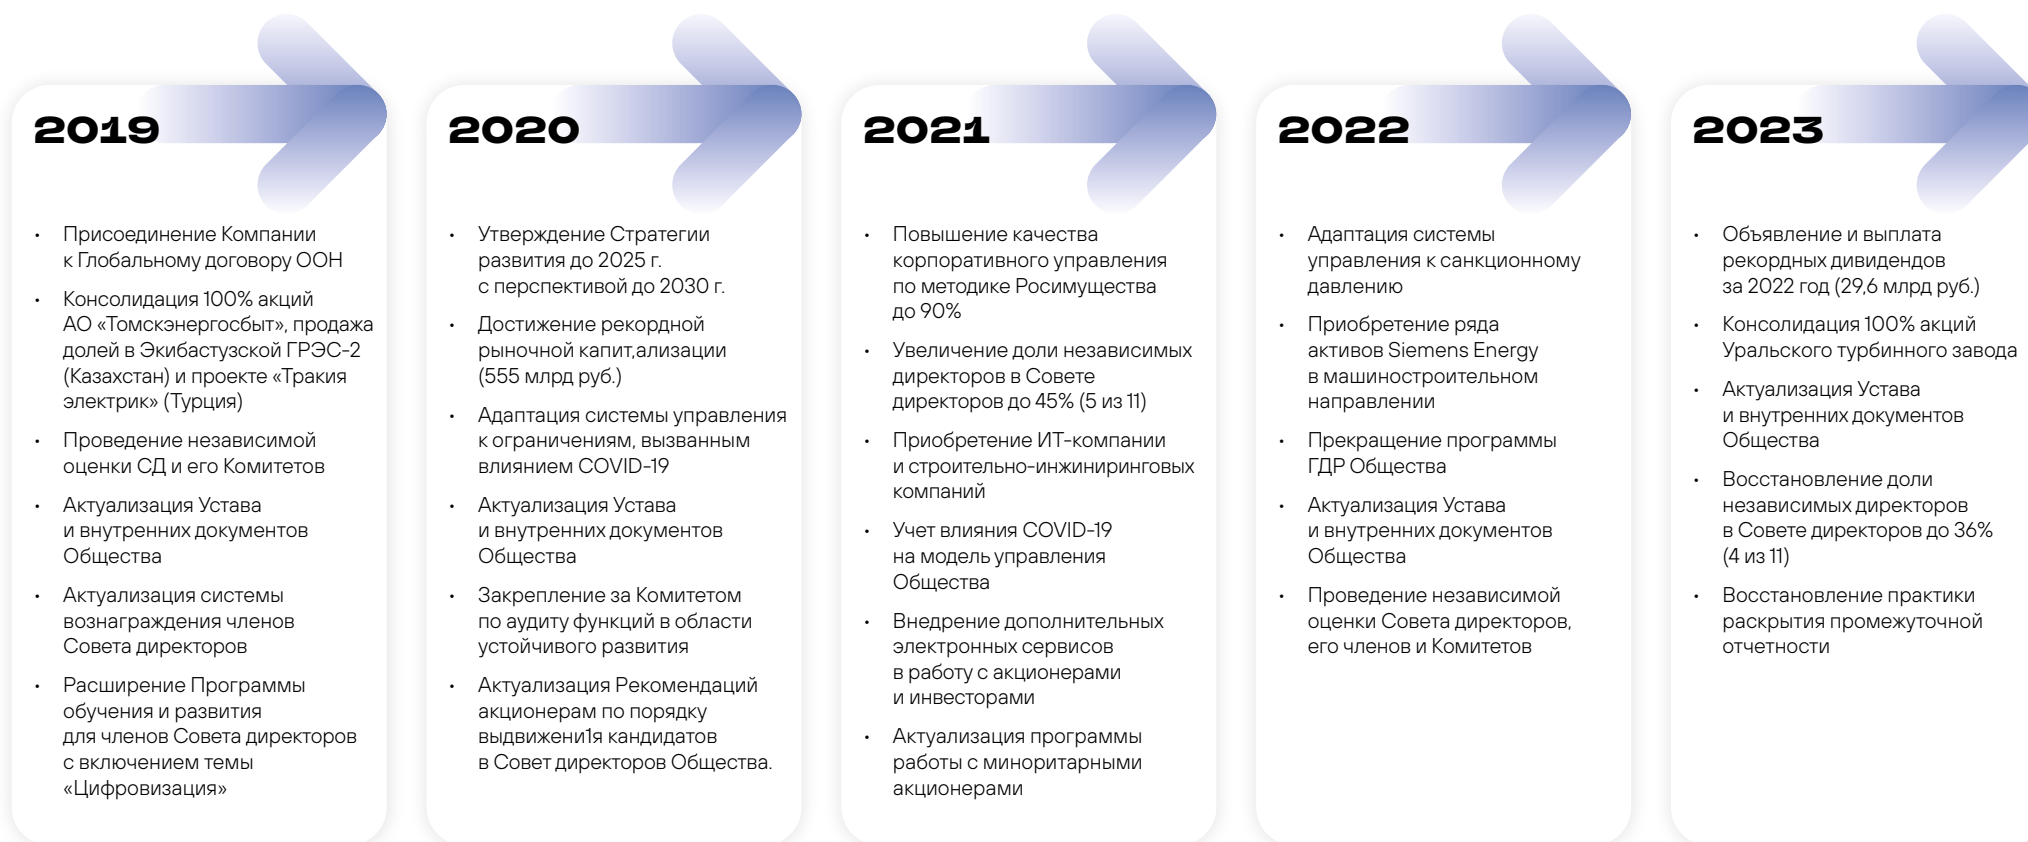 2019
• Присоединение Компании
к Глобальному договору ООН
• Консолидация 100% акций
АО «Томскэнергосбыт», продажа
долей в Экибастузской ГРЭС-2
(Казахстан) и проекте «Тракия
электрик» (Турция)
• Проведение независимой
оценки СД и его Комитетов
• Актуализация Устава
и внутренних документов
Общества
• Актуализация системы
вознаграждения членов
Совета директоров
• Расширение Программы
обучения и развития
для членов Совета директоров
с включением темы
«Цифровизация»
2020
• Утверждение Стратегии
развития до 2025 г.
с перспективой до 2030 г.
• Достижение рекордной
рыночной капит,ализации
(555 млрд руб.)
• Адаптация системы управления
к ограничениям, вызванным
влиянием COVID-19
• Актуализация Устава
и внутренних документов
Общества
• Закрепление за Комитетом
по аудиту функций в области
устойчивого развития
• Актуализация Рекомендаций
акционерам по порядку
выдвижени1я кандидатов
в Совет директоров Общества.
2021
• Повышение качества
корпоративного управления
по методике Росимущества
до 90%
• Увеличение доли независимых
директоров в Совете
директоров до 45% (5 из 11)
• Приобретение ИТ-компании
и строительно-инжиниринговых
компаний
• Учет влияния COVID-19
на модель управления
Общества
• Внедрение дополнительных
электронных сервисов
в работу с акционерами
и инвесторами
• Актуализация программы
работы с миноритарными
акционерами
2022
• Адаптация системы
управления к санкционному
давлению
• Приобретение ряда
активов Siemens Energy
в машиностроительном
направлении
• Прекращение программы
ГДР Общества
• Актуализация Устава
и внутренних документов
Общества
• Проведение независимой
оценки Совета директоров,
его членов и Комитетов
2023
• Объявление и выплата
рекордных дивидендов
за 2022 год (29,6 млрд руб.)
• Консолидация 100% акций
Уральского турбинного завода
• Актуализация Устава
и внутренних документов
Общества
• Восстановление доли
независимых директоров
в Совете директоров до 36%
(4 из 11)
• Восстановление практики
раскрытия промежуточной
отчетности